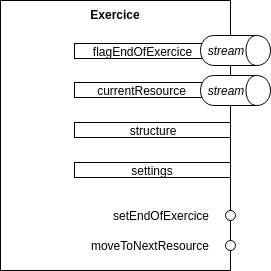 Exercice
flagEndOfExercice stream
currentResource stream
structure
settings
setEndOfExercice
moveToNextResource